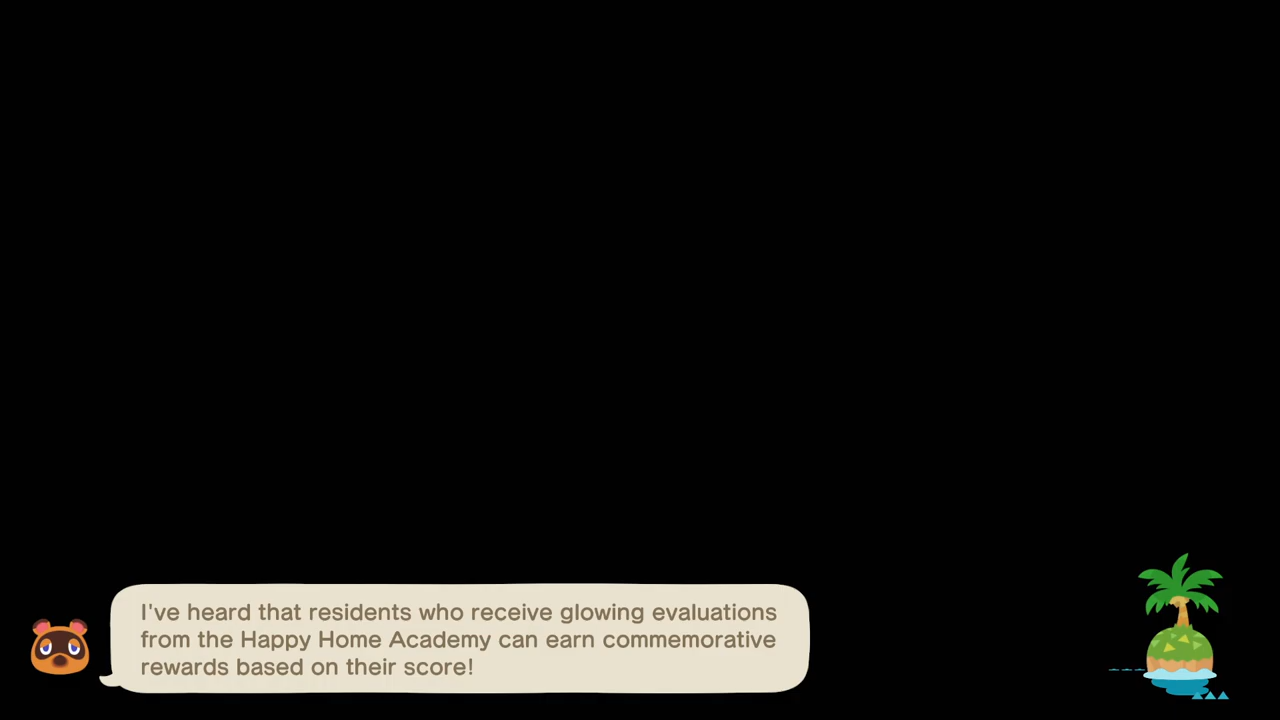 I've heard that residents who receive glowing evaluations
from the Happy Home Academy can earn commemorative
rewards based on their score!